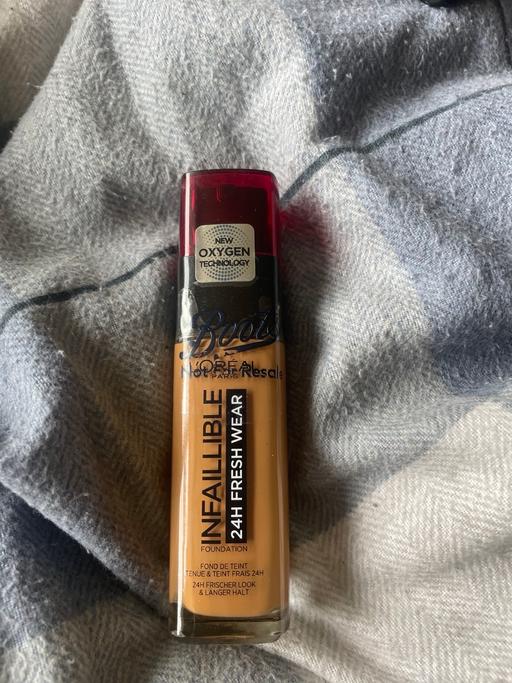 NEW
OXYGEN
TECHNOLOGY
Boots
L'ORÉAL
Not For Resale
PARIS
INFAILLIBLE
24H FRESH WEAR
FOUNDATION
FOND DE TEINT
TENUE & TEINT FRAIS 24H
24H FRISCHER LOOK
& LANGER HALT